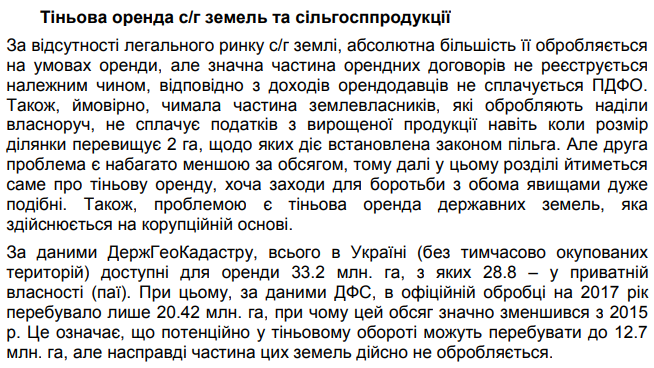 Тіньова оренда с/г земель та сільгосппродукції
За відсутності легального ринку с/г землі, абсолютна більшість її обробляється
на умовах оренди, але значна частина орендних договорів не реєструється
належним чином, відповідно з доходів орендодавців не сплачується ПДФО.
Також, ймовірно, чимала частина землевласників, які обробляють наділи
власноруч, не сплачує податків з вирощеної продукції навіть коли розмір
ділянки перевищує 2 га, щодо яких діє встановлена законом пільга. Але друга
проблема є набагато меншою за обсягом, тому далі у цьому розділі йтиметься
саме про тіньову оренду, хоча заходи для боротьби з обома явищами дуже
подібні. Також, проблемою є тіньова оренда державних земель, яка
здійснюється на корупційній основі.
За даними ДержГеоКадастру, всього в Україні (без тимчасово окупованих
територій) доступні для оренди 33.2 млн. га, з яких 28.8 – у приватній
власності (паї). При цьому, за даними ДФС, в офіційній обробці на 2017 рік
перебувало лише 20.42 млн. га, при чому цей обсяг значно зменшився з 2015
р. Це означає, що потенційно у тіньовому обороті можуть перебувати до 12.7
млн. га, але насправді частина цих земель дійсно не обробляється.